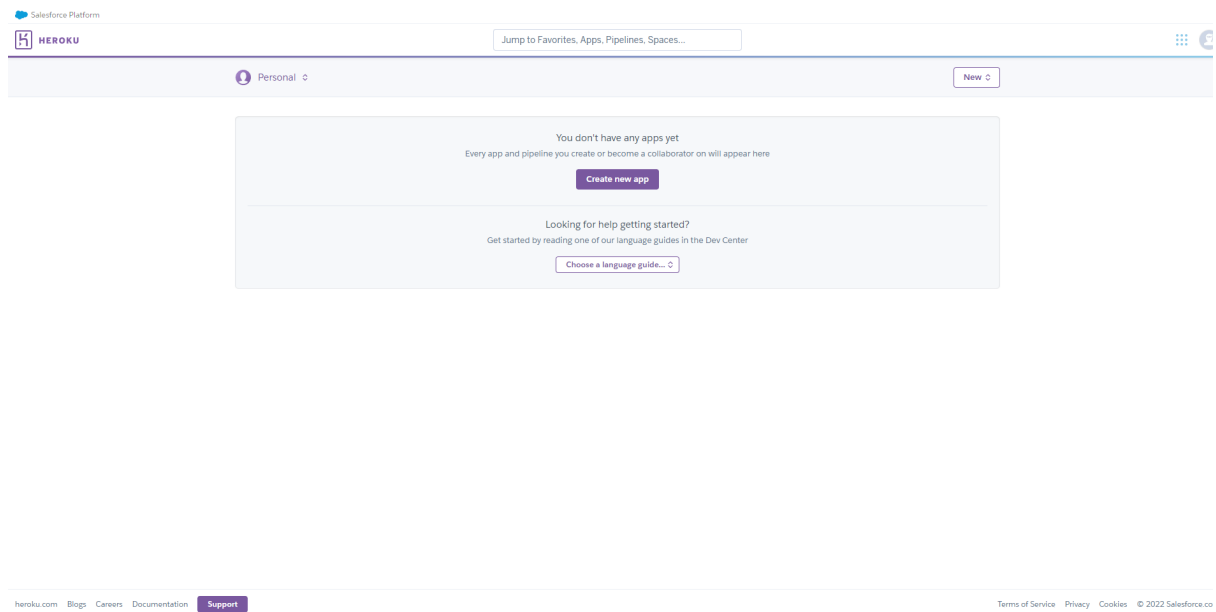 Salesforce Platform
HEROKU
Jump to Favorites, Apps, Pipelines, Spaces...
Personal
New
You don't have any apps yet
Every app and pipeline you create or become a collaborator on will appear here
Create new app
Looking for help getting started?
Get started by reading one of our language guides in the Dev Center
Choose a language guide...
heroku.com Blogs Careers Documentation Support
Terms of Service Privacy Cookies © 2022 Salesforce.co